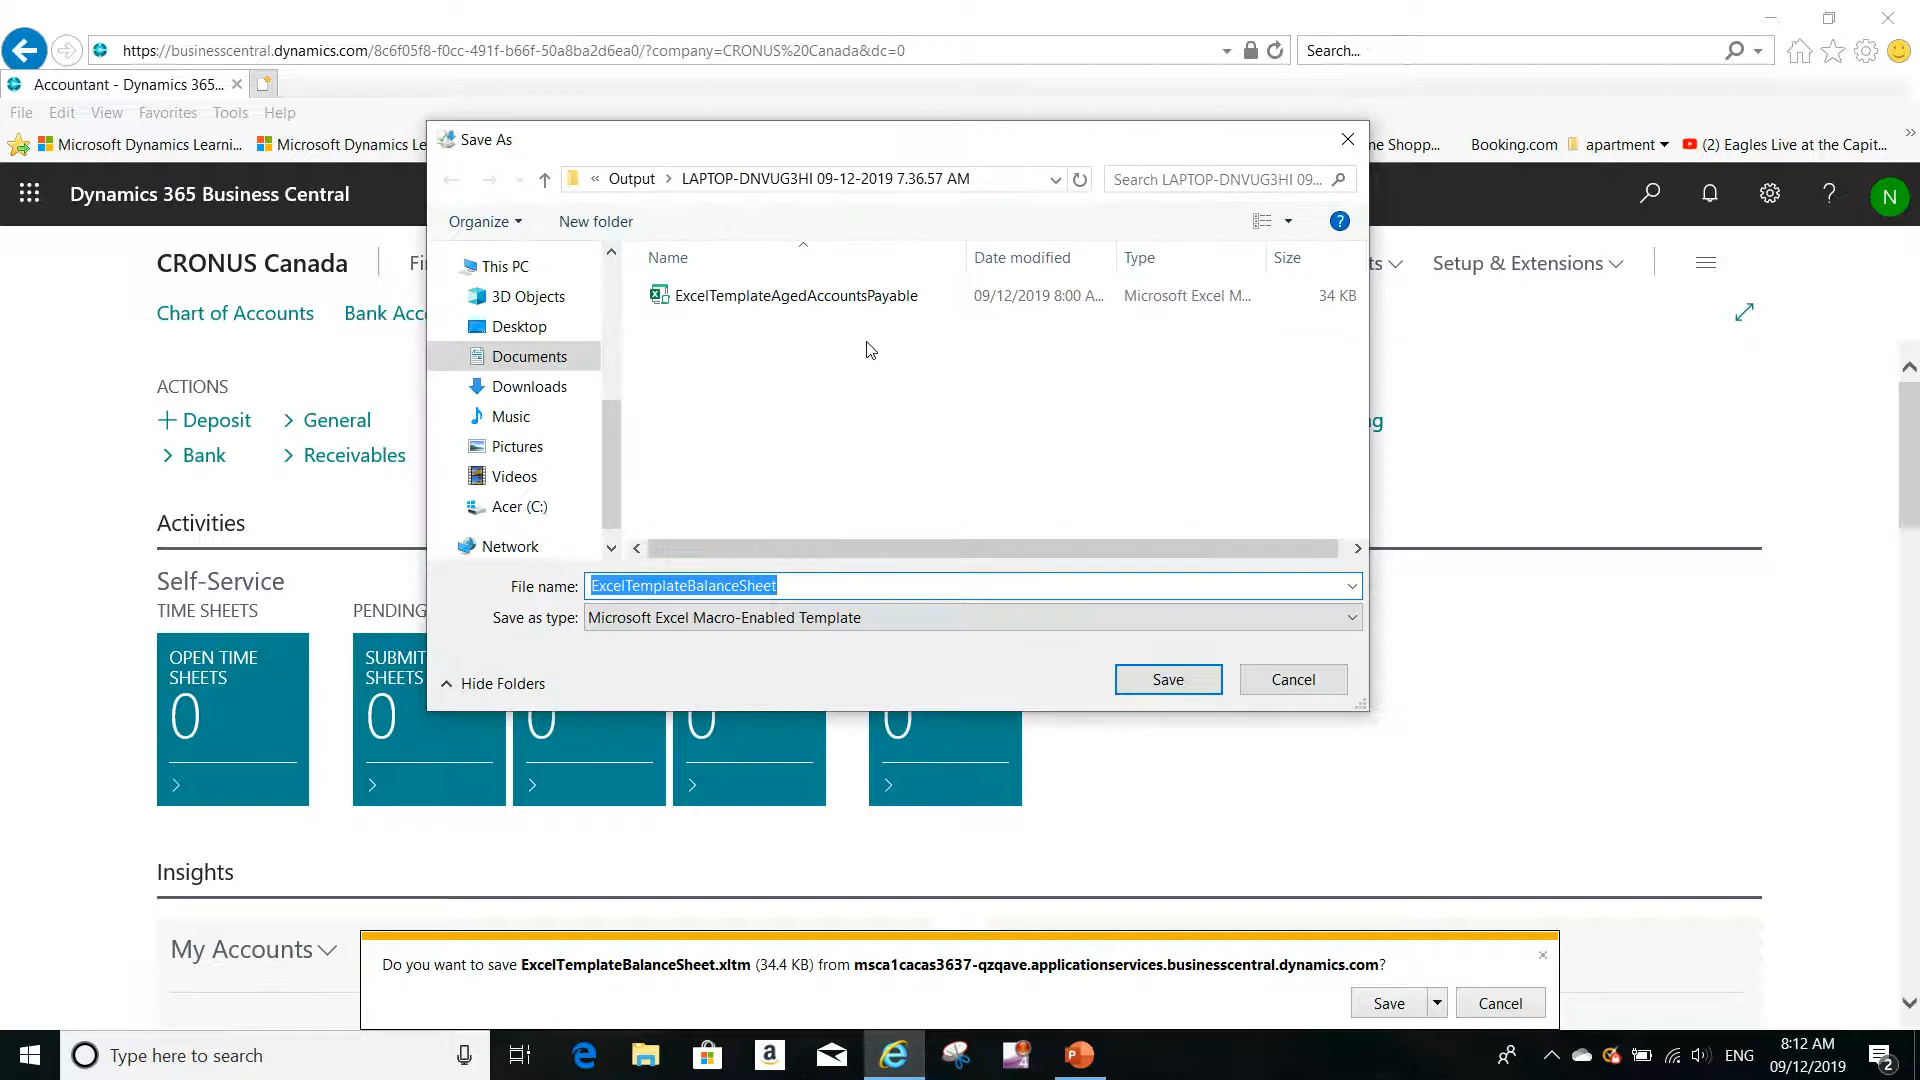 https://businesscentral.dynamics.com/8c6f05f8-f0cc-491f-b66f-50a8ba2d6ea0/?company=CRONUS%20Canada&dc=0
Search...
Accountant - Dynamics 365...
File Edit View Favorites Tools Help
Microsoft Dynamics Learni...
Microsoft Dynamics Le
ne Shopp...
Booking.com
apartment
(2) Eagles Live at the Capit...
Dynamics 365 Business Central
N
CRONUS Canada
Fi
ts
Setup & Extensions
Chart of Accounts
Bank Acc
ACTIONS
Deposit
General
ng
Bank
Receivables
Activities
Self-Service
TIME SHEETS
PENDING
OPEN TIME
SHEETS
0
SUBMIT
SHEETS
0
0
0
0
Insights
My Accounts
Save As
« Output > LAPTOP-DNVUG3HI 09-12-2019 7.36.57 AM
Search LAPTOP-DNVUG3HI 09...
Organize
New folder
This PC
3D Objects
Desktop
Documents
Downloads
Music
Pictures
Videos
Acer (C:)
Network
Name Date modified Type Size
ExcelTemplateAgedAccountsPayable 09/12/2019 8:00 A... Microsoft Excel M... 34 KB
File name: ExcelTemplateBalanceSheet
Save as type: Microsoft Excel Macro-Enabled Template
Hide Folders
Save
Cancel
Do you want to save ExcelTemplateBalanceSheet.xltm (34.4 KB) from msca1cacas3637-qzqave.applicationservices.businesscentral.dynamics.com?
Save
Cancel
Type here to search
ENG
8:12 AM
09/12/2019
2